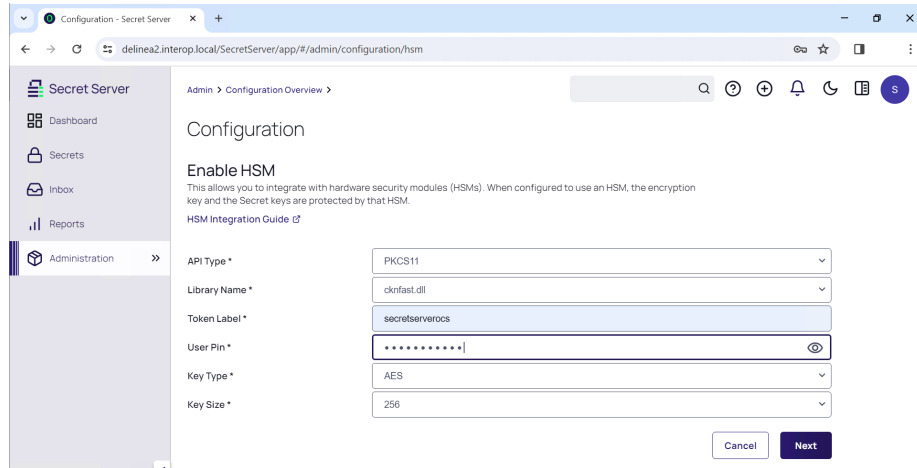 Configuration - Secret Server
delinea2.interop.local/SecretServer/app/#/admin/configuration/hsm
Secret Server
Admin > Configuration Overview >
S
Dashboard
Configuration
Secrets
Enable HSM
This allows you to integrate with hardware security modules (HSMs). When configured to use an HSM, the encryption
key and the Secret keys are protected by that HSM.
Inbox
HSM Integration Guide
Reports
Administration
API Type * PKCS11
Library Name * cknfast.dll
Token Label * secretserverocs
User Pin * •••••••••••
Key Type * AES
Key Size * 256
Cancel Next